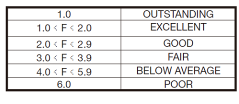 1.0 OUTSTANDING
1.0 < F < 2.0 EXCELLENT
2.0 < F < 2.9 GOOD
3.0 < F < 3.9 FAIR
4.0 < F < 5.9 BELOW AVERAGE
6.0 POOR